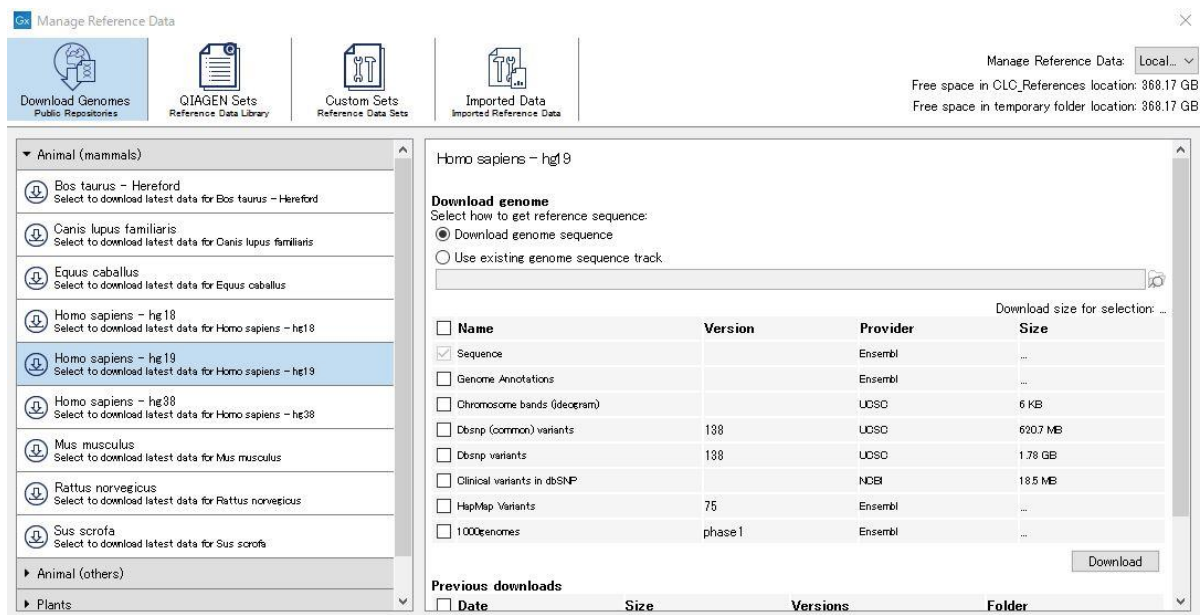 Gx Manage Reference Data
Download Genomes
Public Repositories
QIAGEN Sets
Reference Data Library
Custom Sets
Reference Data Sets
Imported Data
Imported Reference Data
Manage Reference Data: Local...
Free space in CLC_References location: 368.17 GB
Free space in temporary folder location: 368.17 GB
Animal (mammals)
Bos taurus - Hereford
Select to download latest data for Bos taurus - Hereford
Canis lupus familiaris
Select to download latest data for Canis lupus familiaris
Equus caballus
Select to download latest data for Equus caballus
Homo sapiens - hg18
Select to download latest data for Homo sapiens - hg18
Homo sapiens - hg19
Select to download latest data for Homo sapiens - hg19
Homo sapiens - hg38
Select to download latest data for Homo sapiens - hg38
Mus musculus
Select to download latest data for Mus musculus
Rattus norvegicus
Select to download latest data for Rattus norvegicus
Sus scrofa
Select to download latest data for Sus scrofa
Animal (others)
Plants
Homo sapiens - hg19
Download genome
Select how to get reference sequence:
Download genome sequence
Use existing genome sequence track
Download size for selection: ...
Name Version Provider Size
Sequence Ensembl ...
Genome Annotations Ensembl ...
Chromosome bands (ideogram) UCSC 6 KB
Dbsnp (common) variants 138 UCSC 620.7 MB
Dbsnp variants 138 UCSC 1.78 GB
Clinical variants in dbSNP NCBI 18.5 MB
HapMap Variants 75 Ensembl ...
1000genomes phase1 Ensembl ...
Download
Previous downloads
Date Size Versions Folder